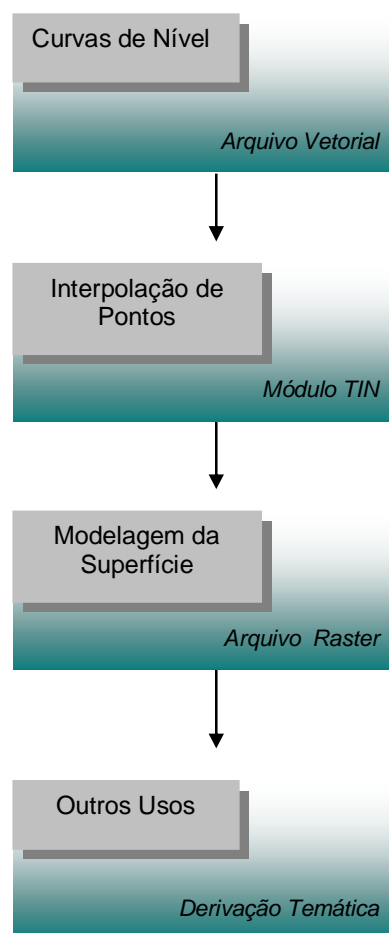 Curvas de Nível
Arquivo Vetorial
Interpolação de
Pontos
Módulo TIN
Modelagem da
Superfície
Arquivo Raster
Outros Usos
Derivação Temática